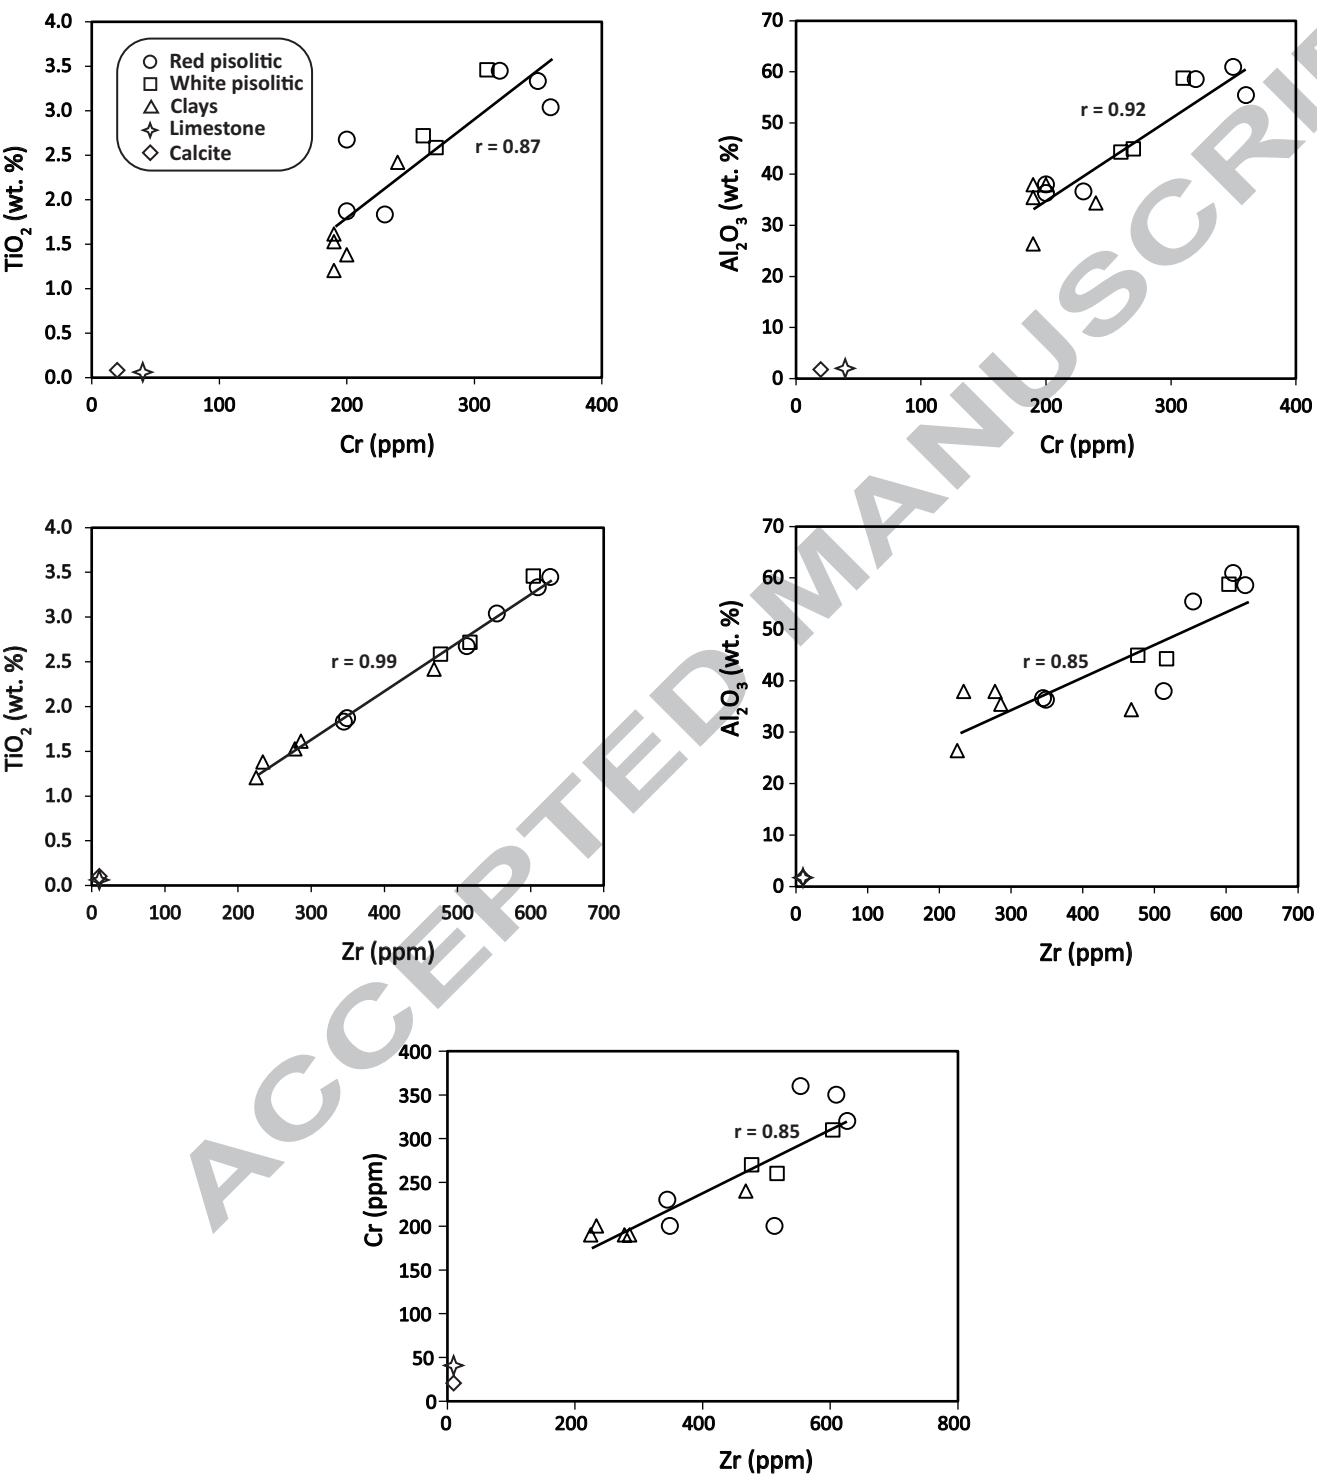 4.0
3.5
3.0
2.5
2.0
1.5
1.0
0.5
0.0
TiO2 (wt. %)
Red pisolitic
White pisolitic
Clays
Limestone
Calcite
r = 0.87
0 100 200 300 400
Cr (ppm)
70
60
50
40
30
20
10
0
Al2O3 (wt. %)
r = 0.92
0 100 200 300 400
Cr (ppm)
4.0
3.5
3.0
2.5
2.0
1.5
1.0
0.5
0.0
TiO2 (wt. %)
r = 0.99
0 100 200 300 400 500 600 700
Zr (ppm)
70
60
50
40
30
20
10
0
Al2O3 (wt. %)
r = 0.85
0 100 200 300 400 500 600 700
Zr (ppm)
400
350
300
250
200
150
100
50
0
Cr (ppm)
r = 0.85
0 200 400 600 800
Zr (ppm)
ACCEPTED MANUSCRI